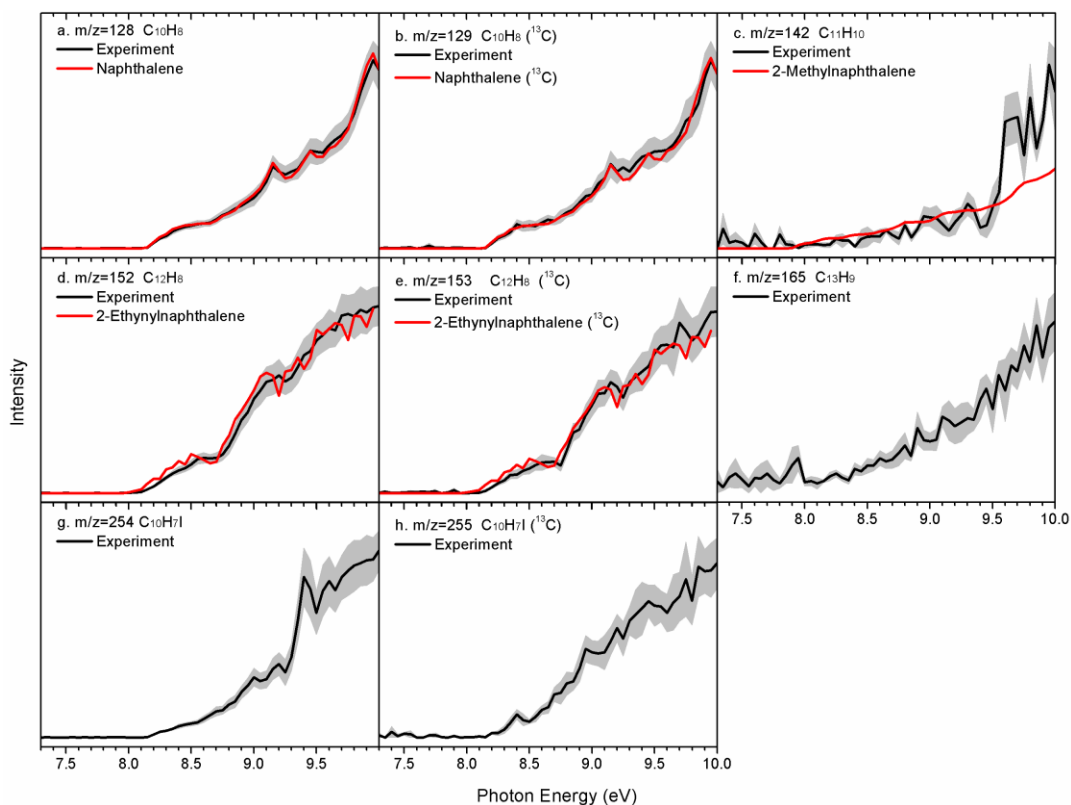 a. m/z=128 C10H8
Experiment
Naphthalene
b. m/z=129 C10H8 (13C)
Experiment
Naphthalene (13C)
c. m/z=142 C11H10
Experiment
2-Methylnaphthalene
d. m/z=152 C12H8
Experiment
2-Ethynylnaphthalene
e. m/z=153 C12H8 (13C)
Experiment
2-Ethynylnaphthalene (13C)
f. m/z=165 C13H9
Experiment
Intensity
7.5 8.0 8.5 9.0 9.5 10.0
g. m/z=254 C10H7I
Experiment
h. m/z=255 C10H7I (13C)
Experiment
7.5 8.0 8.5 9.0 9.5
7.5 8.0 8.5 9.0 9.5 10.0
Photon Energy (eV)